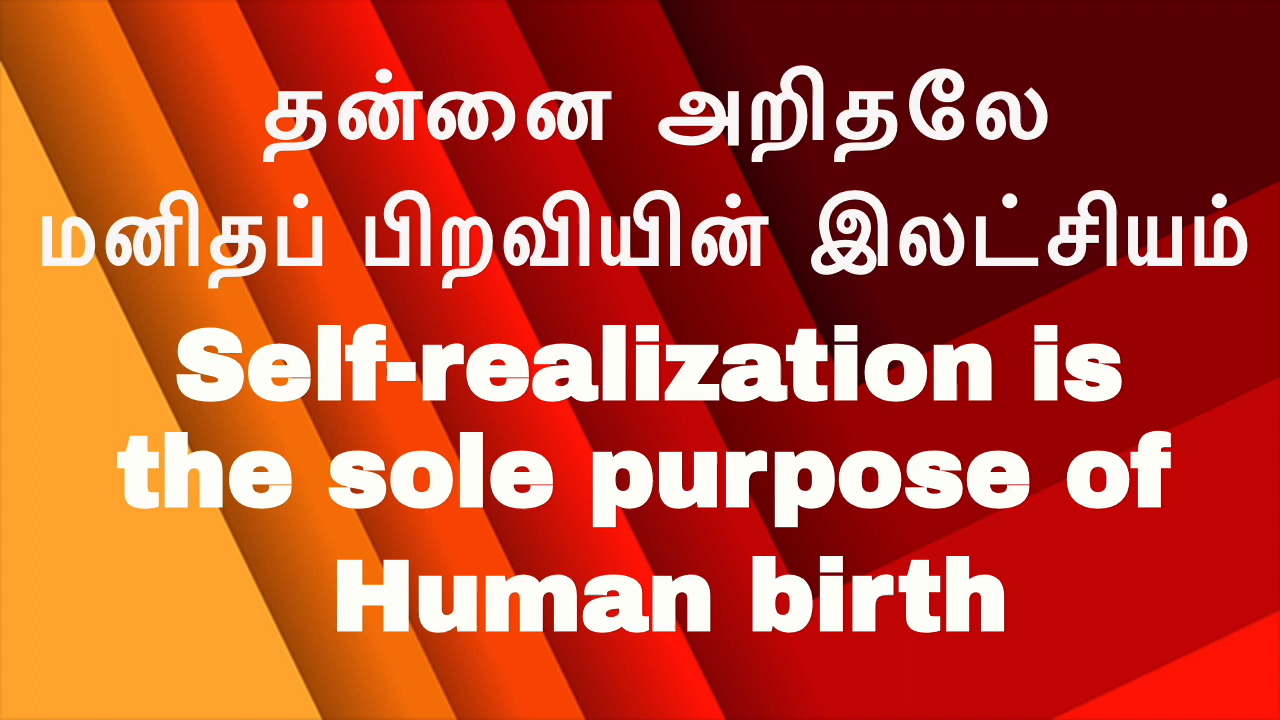 தன்னை அறிதலே
மனிதப் பிறவியின் இலட்சியம்
Self-realization is
the sole purpose of
Human birth